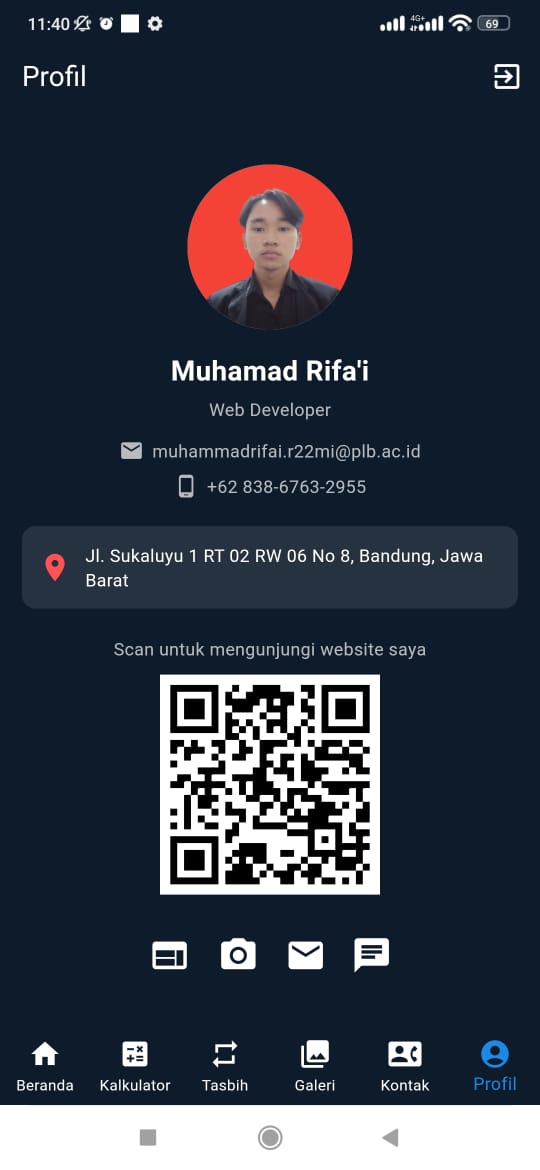 11:40
4G+
69
Profil
Muhamad Rifa'i
Web Developer
muhammadrifai.r22mi@plb.ac.id
+62 838-6763-2955
Jl. Sukaluyu 1 RT 02 RW 06 No 8, Bandung, Jawa
Barat
Scan untuk mengunjungi website saya
Beranda
Kalkulator
Tasbih
Galeri
Kontak
Profil